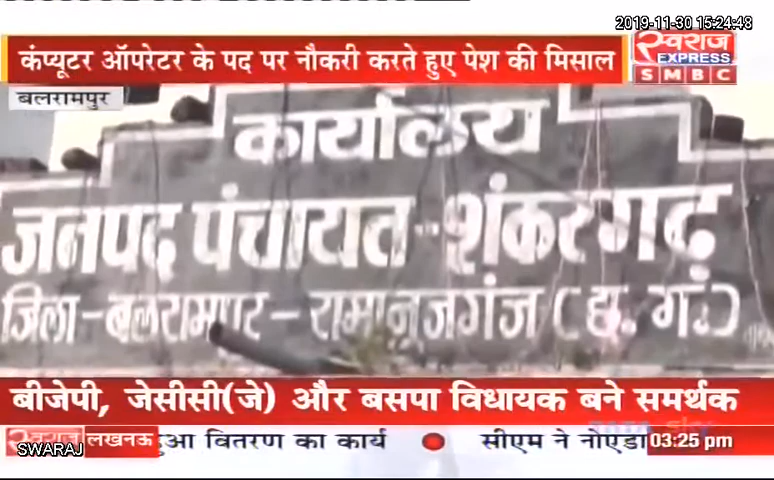 2019-11-30 15:24:48
स्वराज
EXPRESS
SMBC
कंप्यूटर ऑपरेटर के पद पर नौकरी करते हुए पेश की मिसाल
बलरामपुर
कार्यालय
जनपद पंचायत-शंकरगढ़
जिला-बलरामपुर-रामानुजगंज (छ. गं.)
बीजेपी, जेसीसी(जे) और बसपा विधायक बने समर्थक
स्वराज लखनऊ हुआ वितरण का कार्य सीएम ने नोएडा 03:25 pm
SWARAJ